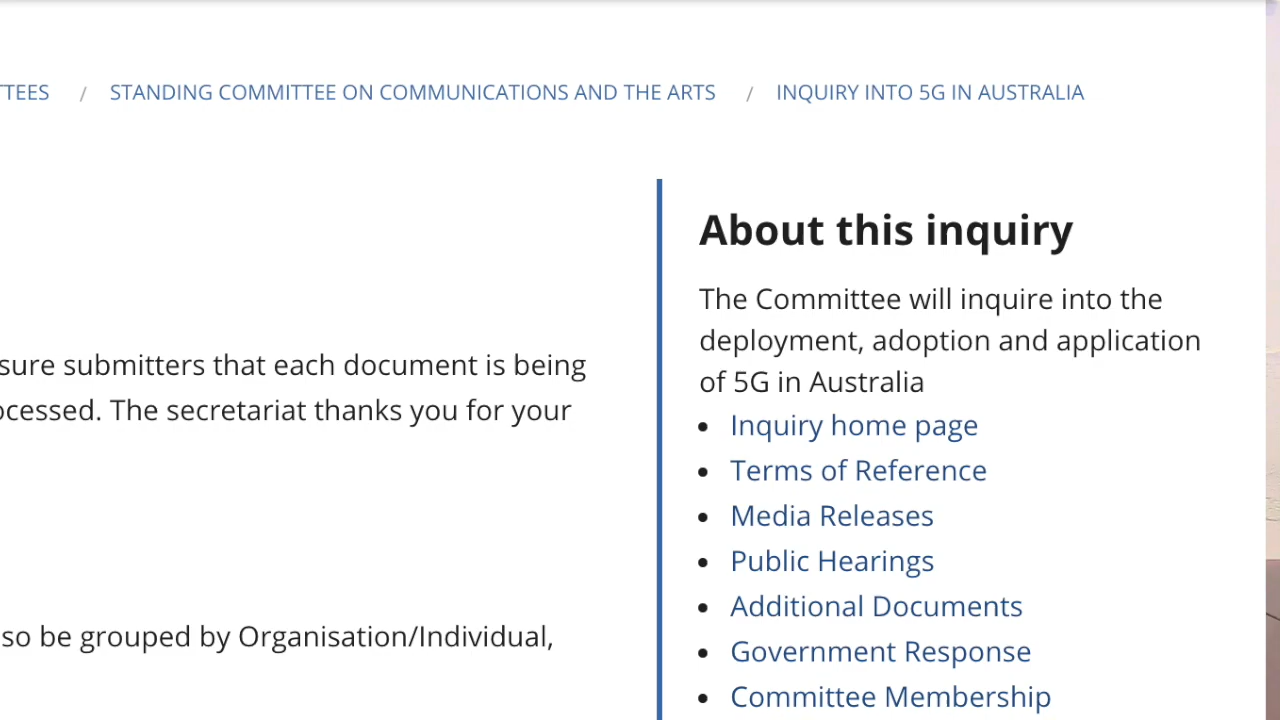 STANDING COMMITTEE ON COMMUNICATIONS AND THE ARTS / INQUIRY INTO 5G IN AUSTRALIA
sure submitters that each document is being
The secretariat thanks you for your
so be grouped by Organisation/Individual,
About this inquiry
The Committee will inquire into the
deployment, adoption and application
of 5G in Australia
• Inquiry home page
• Terms of Reference
• Media Releases
• Public Hearings
• Additional Documents
• Government Response
• Committee Membership